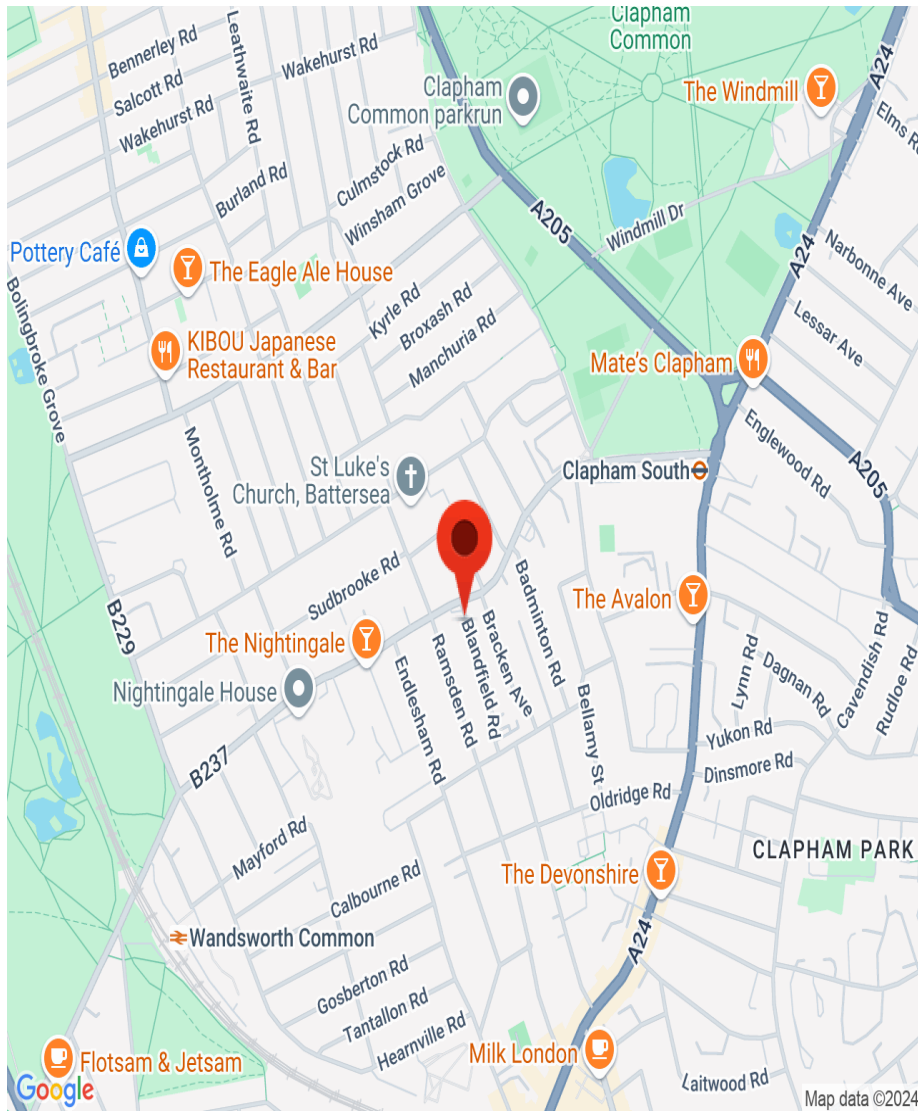 Clapham
Common
Bennerley Rd
Leathwaite Rd
Wakehurst Rd
Salcott Rd
Wakehurst Rd
Clapham
Common parkrun
The Windmill
A24
Elms R
Culmstock Rd
Burland Rd
Winsham Grove
A205
Windmill Dr
Pottery Café
The Eagle Ale House
A24
Narbonne Ave
Bolingbroke Grove
Kyrle Rd
Broxash Rd
Manchuria Rd
Lessar Ave
KIBOU Japanese
Restaurant & Bar
Mate's Clapham
Englewood Rd
A205
Montholme Rd
St Luke's
Church, Battersea
Clapham South
Sudbrooke Rd
Badminton Rd
The Avalon
B229
The Nightingale
Bracken Ave
Blandfield Rd
Ramsden Rd
Endlesham Rd
Nightingale House
Bellamy St
Lynn Rd
Dagnan Rd
Cavendish Rd
Rudloe Rd
B237
Yukon Rd
Dinsmore Rd
Oldridge Rd
Mayford Rd
CLAPHAM PARK
Calbourne Rd
The Devonshire
Wandsworth Common
A24
Gosberton Rd
Tantallon Rd
Hearnville Rd
Milk London
Flotsam & Jetsam
Laitwood Rd
Google
Map data ©2024